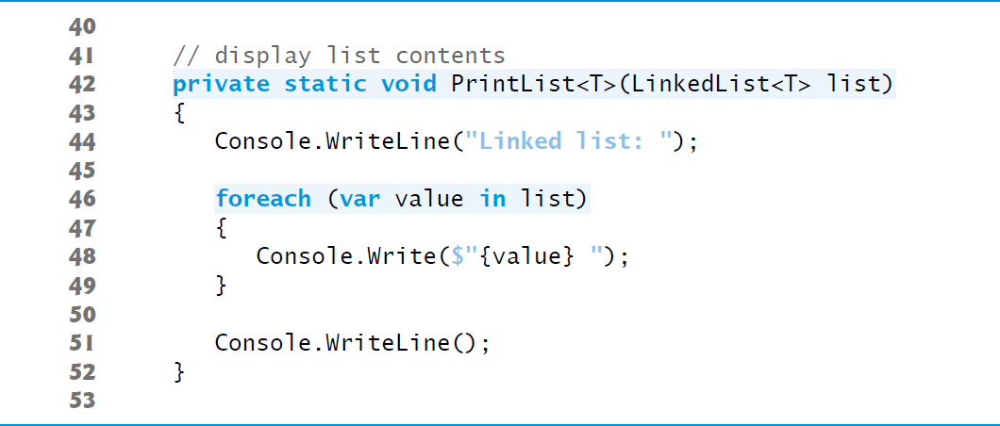 40
41 // display list contents
42 private static void PrintList<T>(LinkedList<T> list)
43 {
44    Console.WriteLine("Linked list: ");
45
46    foreach (var value in list)
47    {
48       Console.Write($"{value} ");
49    }
50
51    Console.WriteLine();
52 }
53